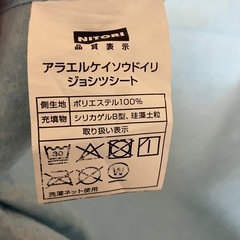 NITORI
品質表示
アラエルケイソウドイリ
ジョシツシート
側生地 ポリエステル100%
充填物 シリカゲルB型、珪藻土粒
取り扱い表示
30
洗濯ネット使用